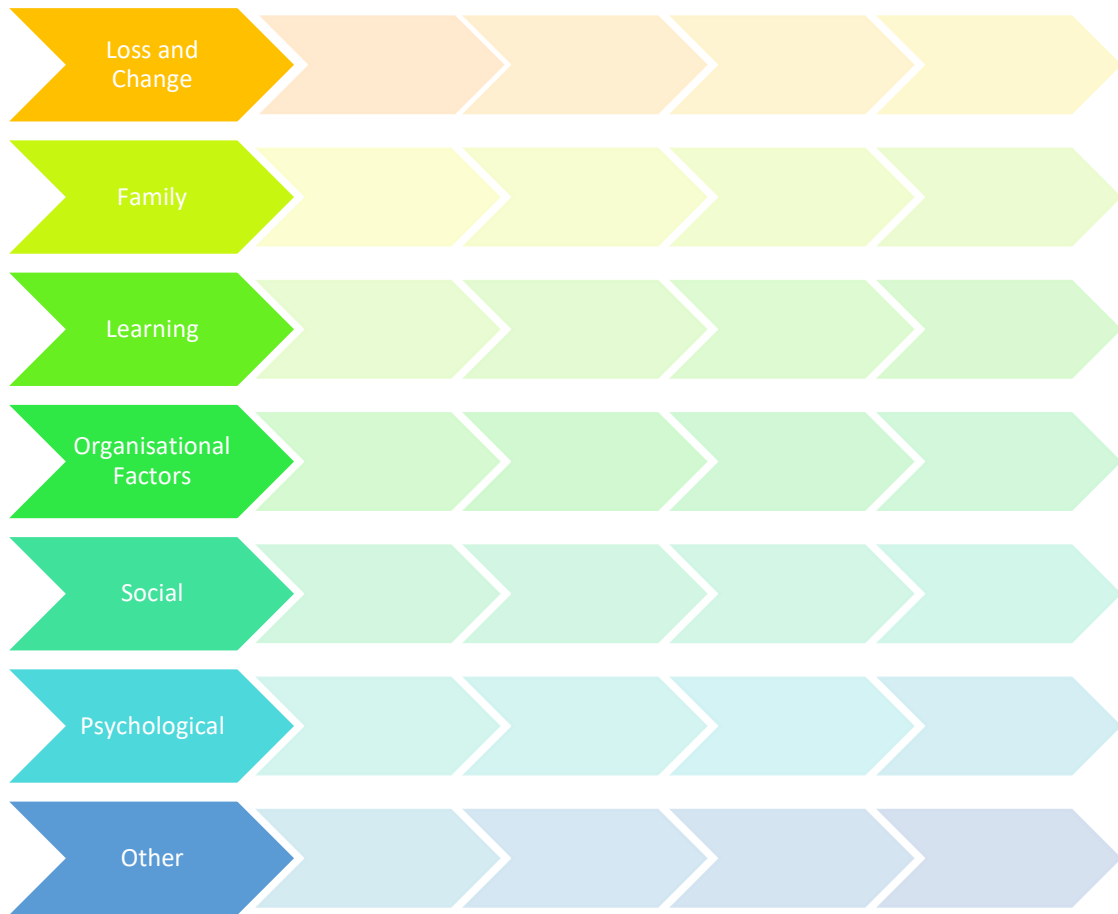 Loss and
Change
Family
Learning
Organisational
Factors
Social
Psychological
Other